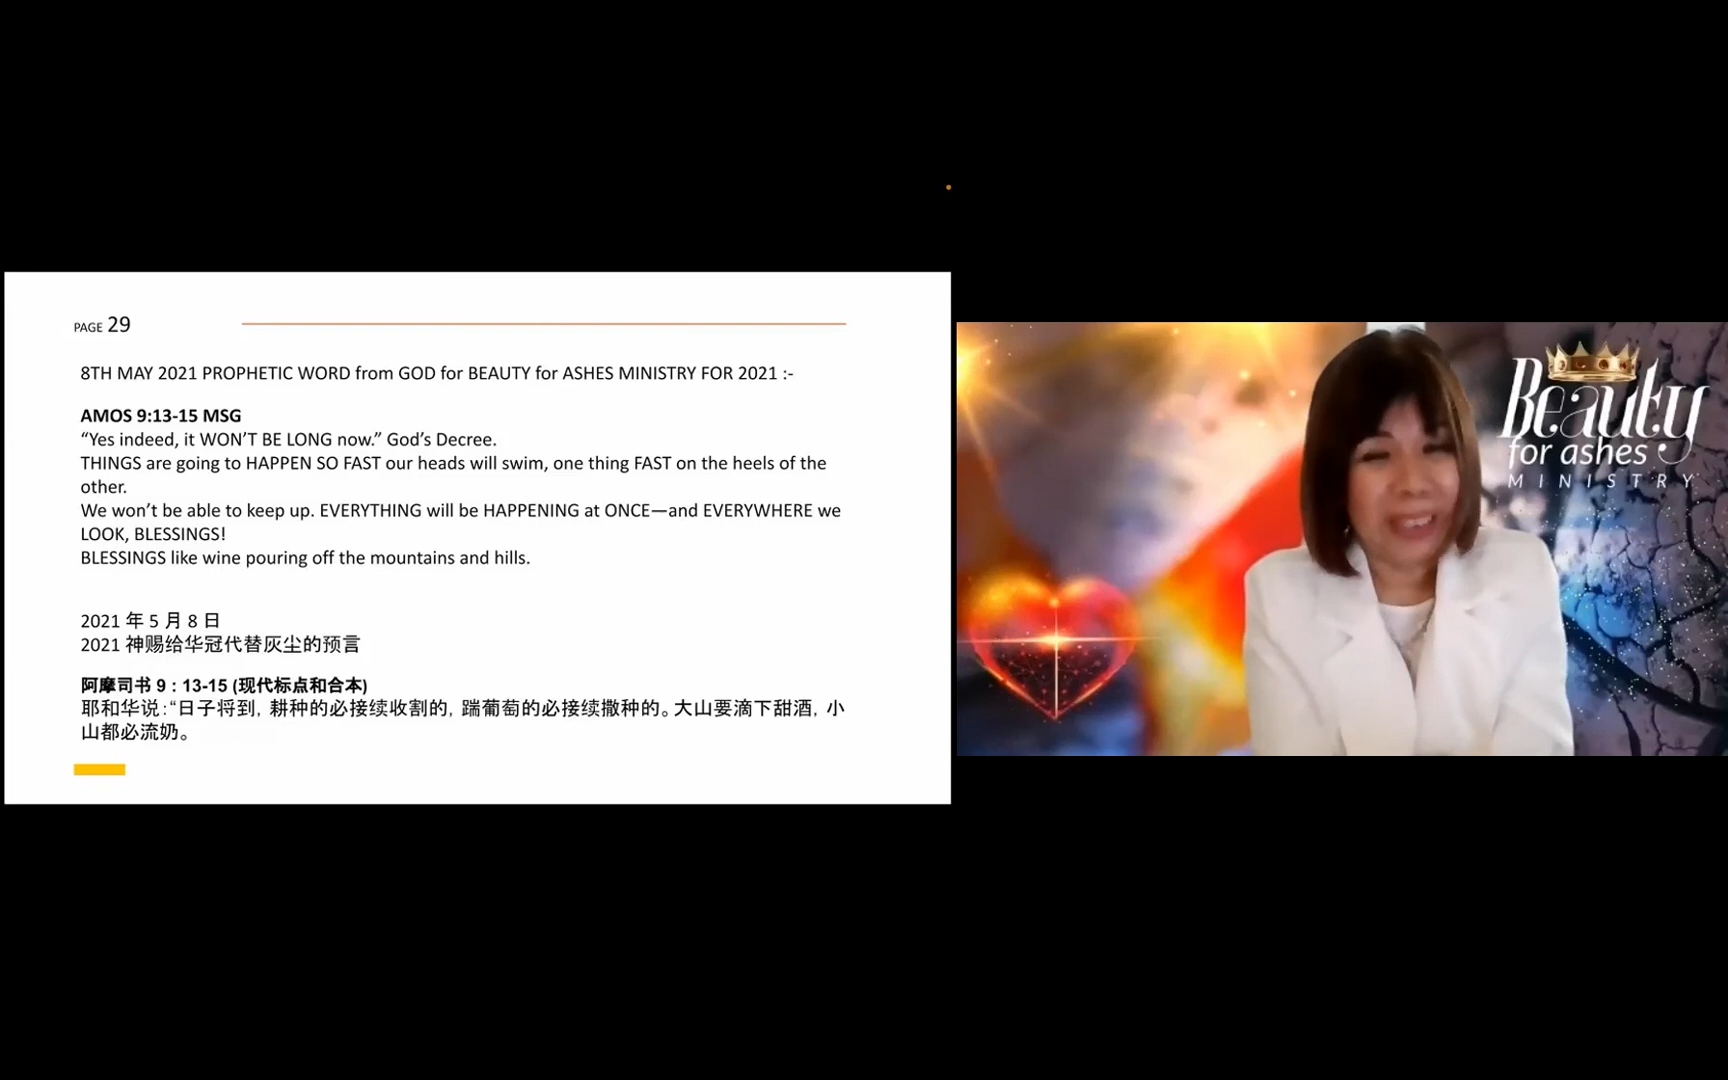 PAGE 29
8TH MAY 2021 PROPHETIC WORD from GOD for BEAUTY for ASHES MINISTRY FOR 2021 :-
AMOS 9:13-15 MSG
“Yes indeed, it WON’T BE LONG now.” God’s Decree.
THINGS are going to HAPPEN SO FAST our heads will swim, one thing FAST on the heels of the
other.
We won’t be able to keep up. EVERYTHING will be HAPPENING at ONCE—and EVERYWHERE we
LOOK, BLESSINGS!
BLESSINGS like wine pouring off the mountains and hills.
2021 年 5 月 8 日
2021 神赐给华冠代替灰尘的预言
阿摩司书 9 : 13-15 (现代标点和合本)
耶和华说：“日子将到，耕种的必接续收割的，踹葡萄的必接续撒种的。大山要滴下甜酒，小
山都必流奶。
Beauty
for ashes
MINISTRY